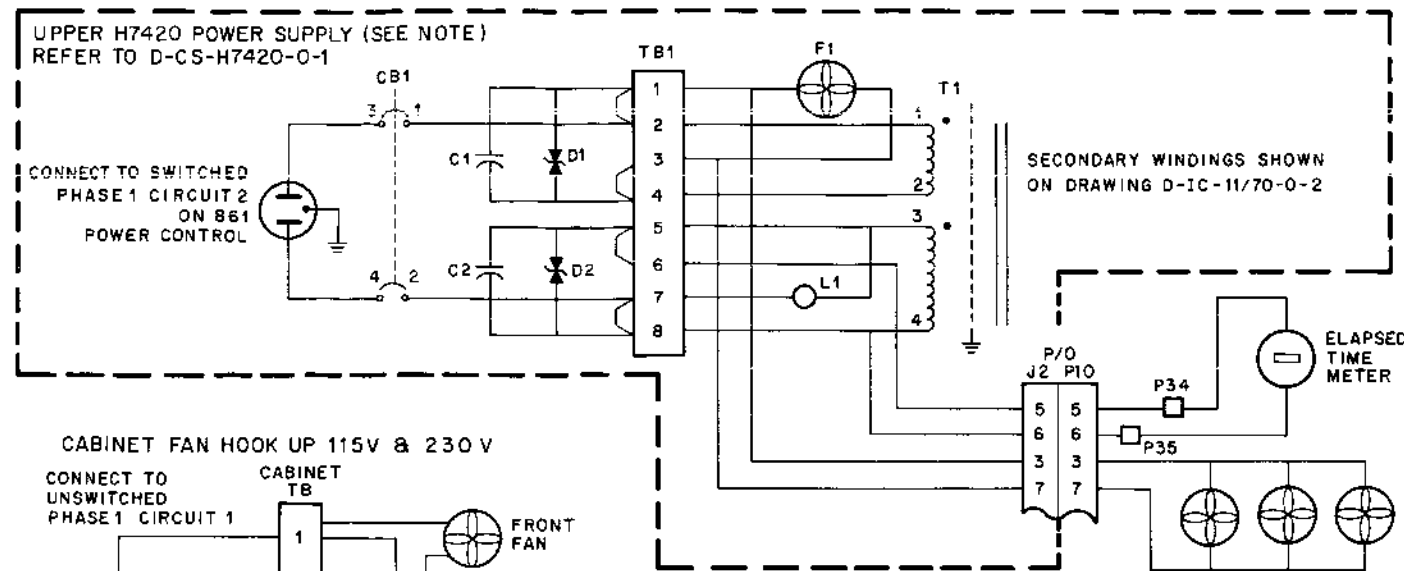 UPPER H7420 POWER SUPPLY (SEE NOTE)
REFER TO D-CS-H7420-0-1
CB1
3 1
4 2
CONNECT TO SWITCHED
PHASE 1 CIRCUIT 2
ON 861
POWER CONTROL
C1
D1
C2
D2
TB1
1
2
3
4
5
6
7
8
F1
T1
1
2
3
4
L1
SECONDARY WINDINGS SHOWN
ON DRAWING D-IC-11/70-0-2
P/O
J2 P10
5 5
6 6
3 3
7 7
P34
P35
ELAPSED
TIME
METER
CABINET FAN HOOK UP 115V & 230V
CONNECT TO
UNSWITCHED
PHASE 1 CIRCUIT 1
CABINET
TB
1
FRONT
FAN